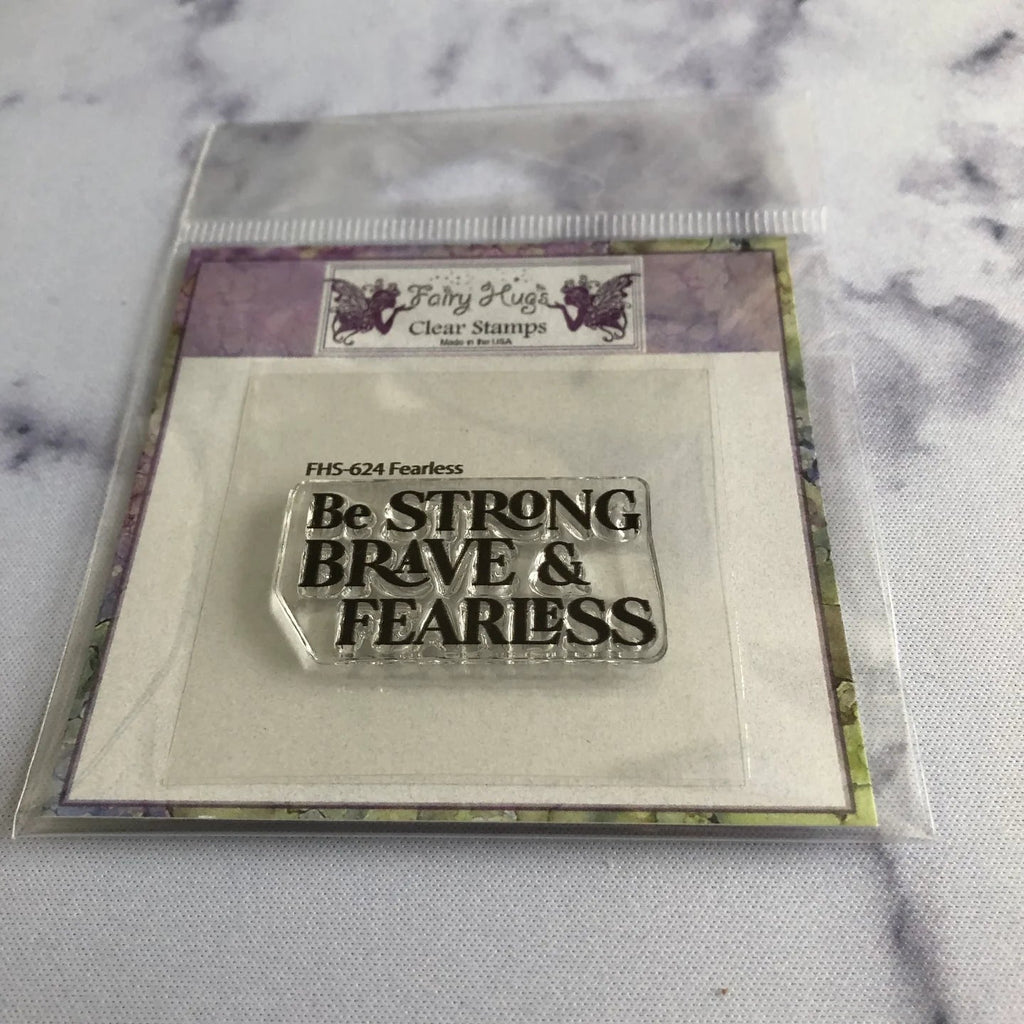 Fairy Hugs
Clear Stamps
Made in the USA
FHS-624 Fearless
Be STRONG
BRAVE &
FEARLESS